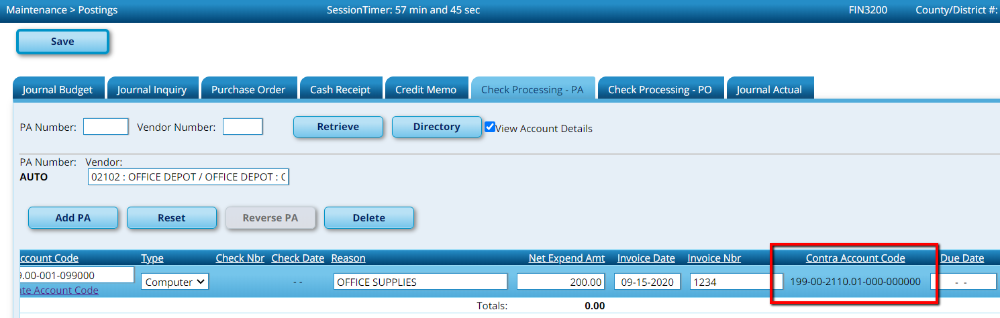 Maintenance > Postings SessionTimer: 57 min and 45 sec FIN3200 County/District #:
Save
Journal Budget Journal Inquiry Purchase Order Cash Receipt Credit Memo Check Processing - PA Check Processing - PO Journal Actual
PA Number: Vendor Number: Retrieve Directory View Account Details
PA Number: Vendor:
AUTO 02102 : OFFICE DEPOT / OFFICE DEPOT :
Add PA Reset Reverse PA Delete
Code Type Check Nbr Check Date Reason Net Expend Amt Invoice Date Invoice Nbr Contra Account Code Due Date
.00-001-099000 Computer - - OFFICE SUPPLIES 200.00 09-15-2020 1234 199-00-2110.01-000-000000 - -
Account Code
Totals: 0.00